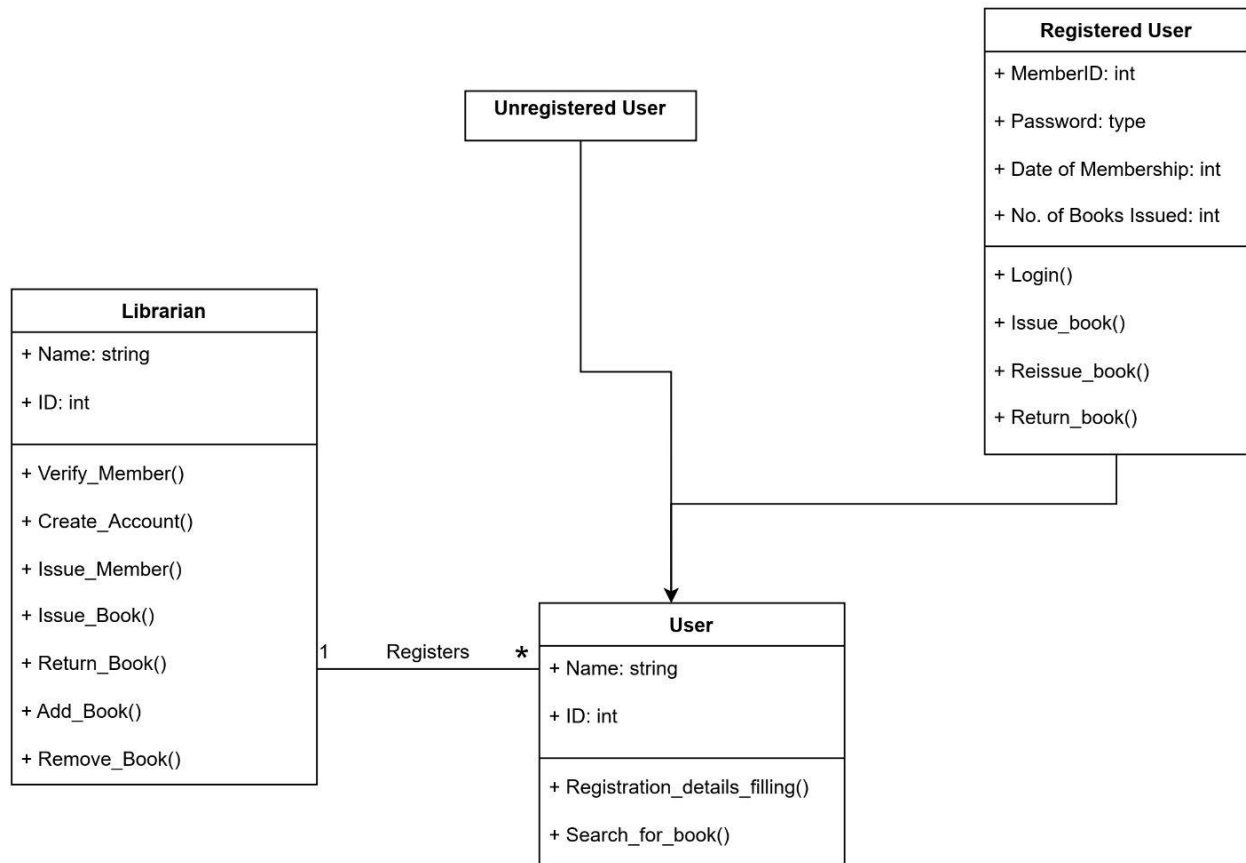 Registered User
+ MemberID: int
+ Password: type
+ Date of Membership: int
+ No. of Books Issued: int
+ Login()
+ Issue_book()
+ Reissue_book()
+ Return_book()
Unregistered User
Librarian
+ Name: string
+ ID: int
+ Verify_Member()
+ Create_Account()
+ Issue_Member()
+ Issue_Book()
+ Return_Book()
+ Add_Book()
+ Remove_Book()
1 Registers *
User
+ Name: string
+ ID: int
+ Registration_details_filling()
+ Search_for_book()